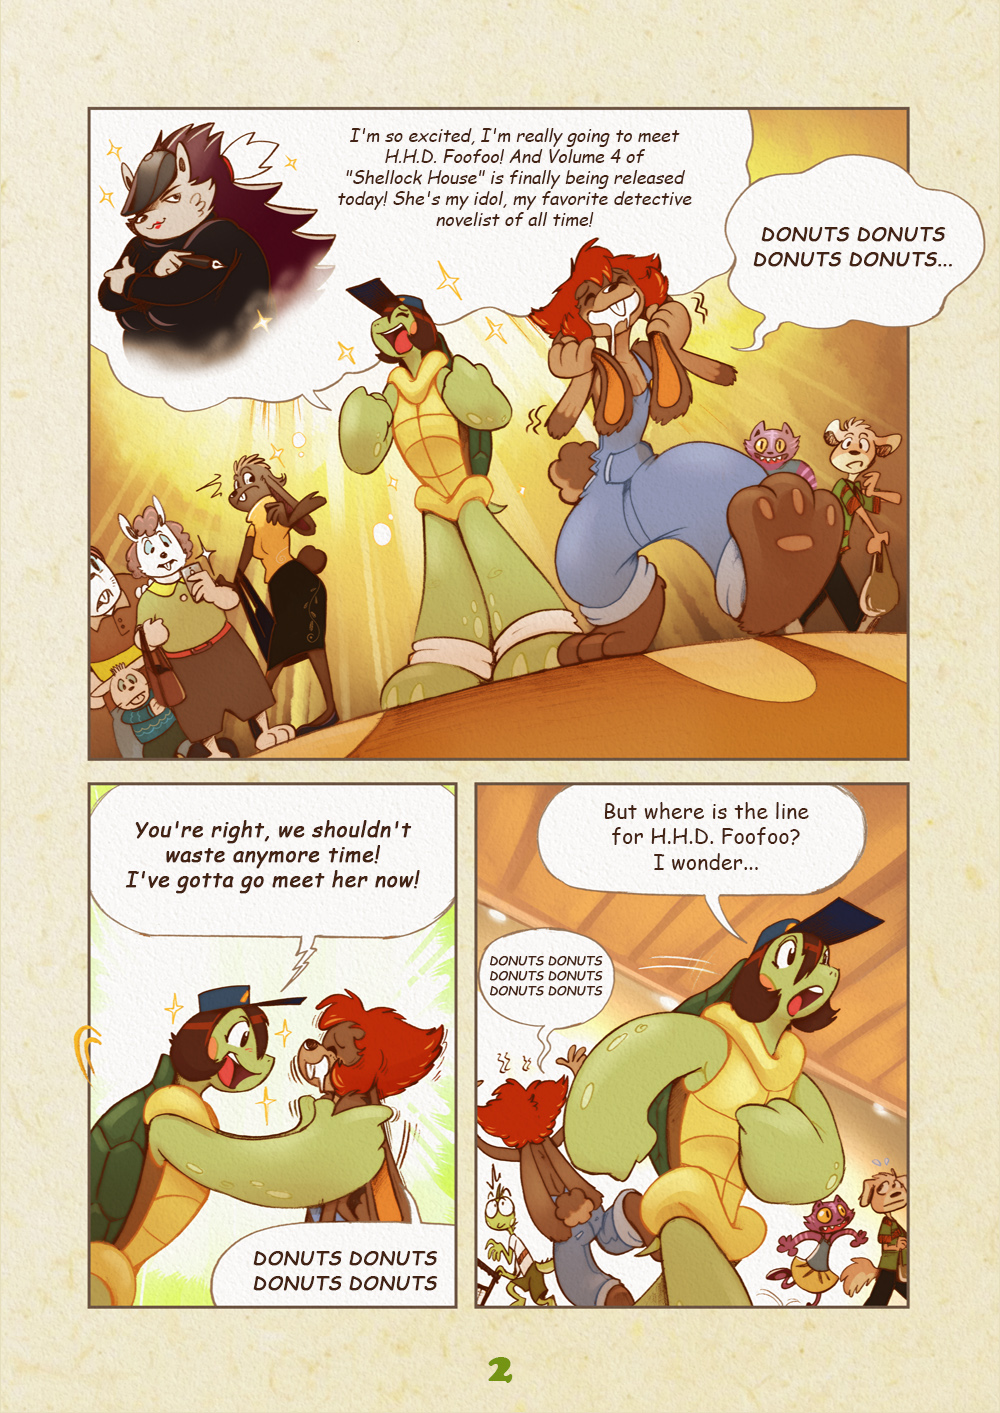 I'm so excited, I'm really going to meet
H.H.D. Foofoo! And Volume 4 of
"Shellock House" is finally being released
today! She's my idol, my favorite detective
novelist of all time!
DONUTS DONUTS
DONUTS DONUTS...
You're right, we shouldn't
waste anymore time!
I've gotta go meet her now!
DONUTS DONUTS
DONUTS DONUTS
But where is the line
for H.H.D. Foofoo?
I wonder...
DONUTS DONUTS
DONUTS DONUTS
DONUTS DONUTS
2